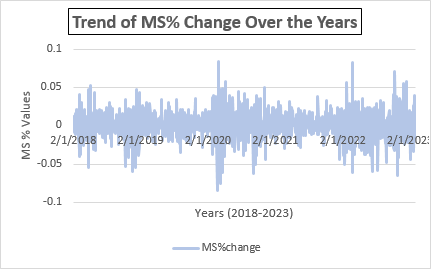 Trend of MS% Change Over the Years
0.1
0.05
0
-0.05
-0.1
2/1/2018 2/1/2019 2/1/2020 2/1/2021 2/1/2022 2/1/2023
MS % Values
Years (2018-2023)
MS%change